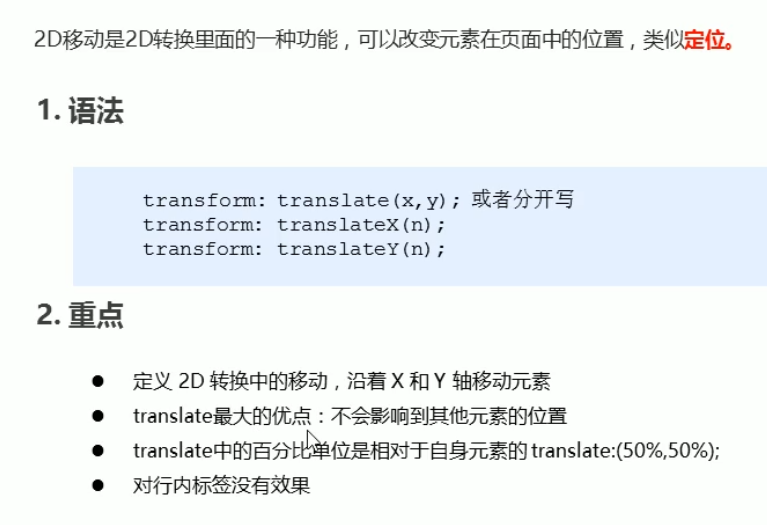 2D移动是2D转换里面的一种功能，可以改变元素在页面中的位置，类似定位。
1. 语法
transform: translate(x,y); 或者分开写
transform: translateX(n);
transform: translateY(n);
2. 重点
● 定义 2D 转换中的移动，沿着 X 和 Y 轴移动元素
● translate最大的优点：不会影响到其他元素的位置
● translate中的百分比单位是相对于自身元素的 translate:(50%,50%);
● 对行内标签没有效果